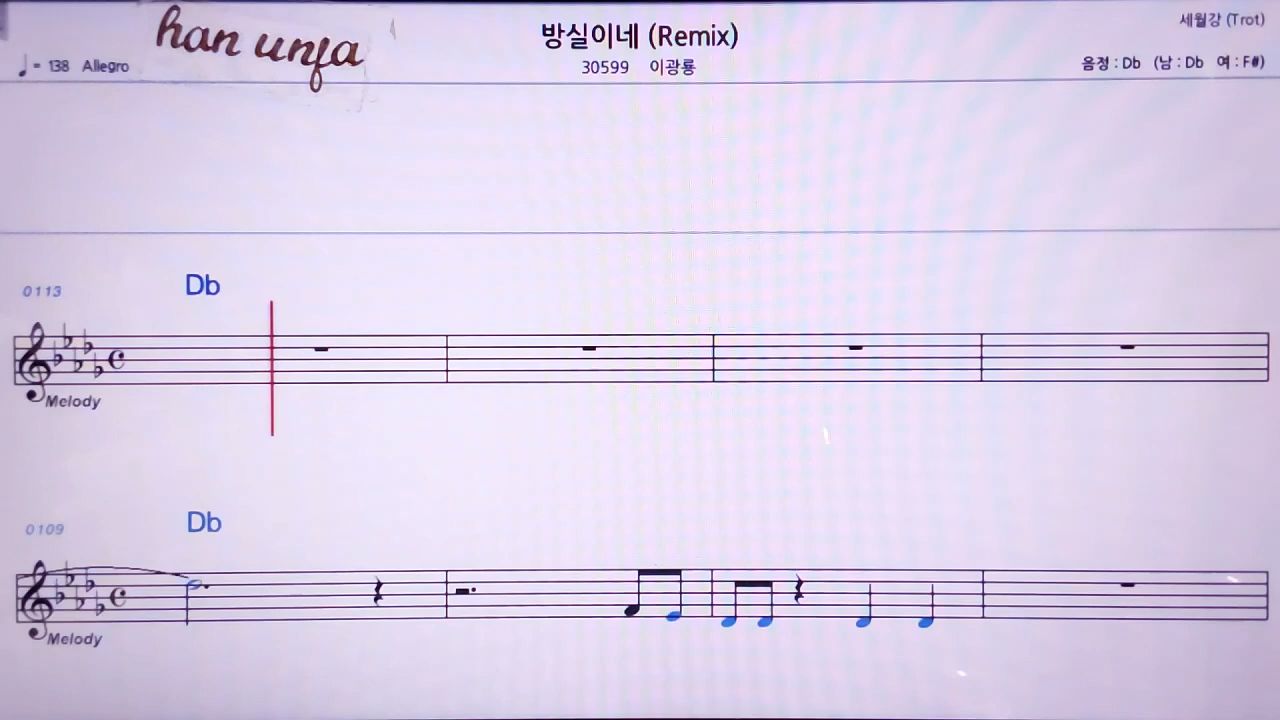 han unfa
방실이네 (Remix)
세월강 (Trot)
= 138 Allegro
30599 이광룡
음정 : Db (남 : Db 여 : F#)
0113
Db
Melody
0109
Db
Melody